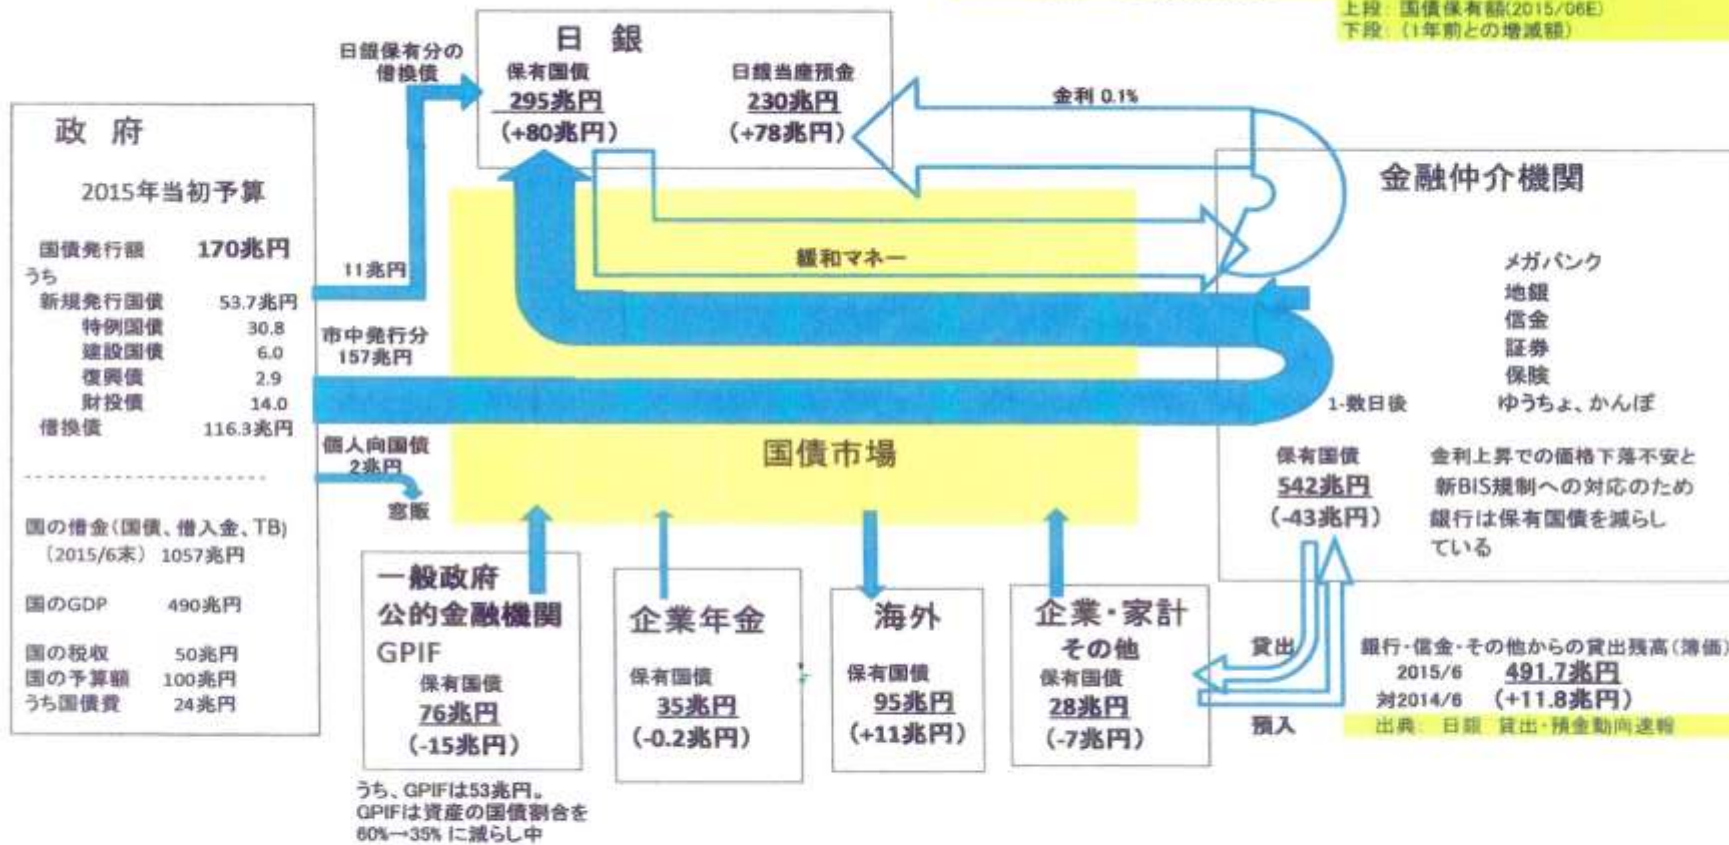 上段: 国債保有額(2015/06E)
下段: (1年前との増減額)
日銀保有分の
借換債
日 銀
保有国債
295兆円
(+80兆円)
日銀当座預金
230兆円
(+78兆円)
金利 0.1%
政 府
2015年当初予算
国債発行額 170兆円
うち
新規発行国債 53.7兆円
特例国債 30.8
建設国債 6.0
復興債 2.9
財投債 14.0
借換債 116.3兆円
国の借金(国債、借入金、TB)
(2015/6末) 1057兆円
国のGDP 490兆円
国の税収 50兆円
国の予算額 100兆円
うち国債費 24兆円
11兆円
市中発行分
157兆円
個人向国債
2兆円
窓販
緩和マネー
国債市場
金融仲介機関
メガバンク
地銀
信金
証券
保険
ゆうちょ、かんぽ
1-数日後
保有国債
542兆円
(-43兆円)
金利上昇での価格下落不安と
新BIS規制への対応のため
銀行は保有国債を減らし
ている
一般政府
公的金融機関
GPIF
保有国債
76兆円
(-15兆円)
うち、GPIFは53兆円。
GPIFは資産の国債割合を
60%→35% に減らし中
企業年金
保有国債
35兆円
(-0.2兆円)
海外
保有国債
95兆円
(+11兆円)
企業・家計
その他
保有国債
28兆円
(-7兆円)
貸出
預入
銀行・信金・その他からの貸出残高(簿価)
2015/6 491.7兆円
対2014/6 (+11.8兆円)
出典: 日銀 貸出・預金動向速報